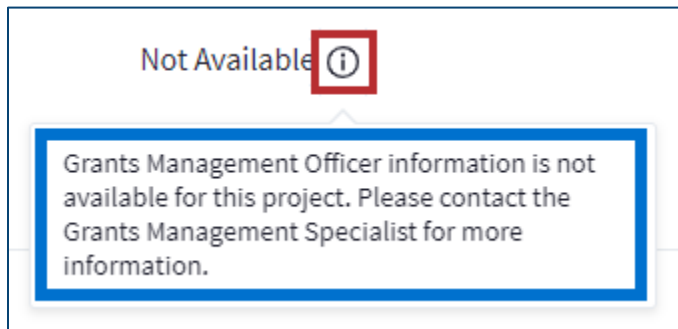 Not Available
Grants Management Officer information is not
available for this project. Please contact the
Grants Management Specialist for more
information.